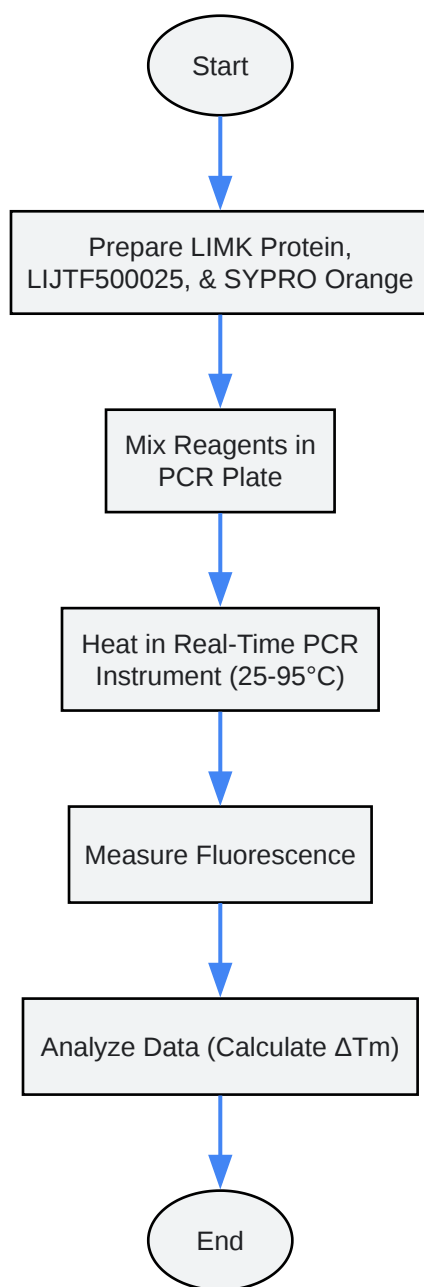 Start
Prepare LIMK Protein,
LIJTF500025, & SYPRO Orange
Mix Reagents in
PCR Plate
Heat in Real-Time PCR
Instrument (25-95°C)
Measure Fluorescence
Analyze Data (Calculate ΔTm)
End